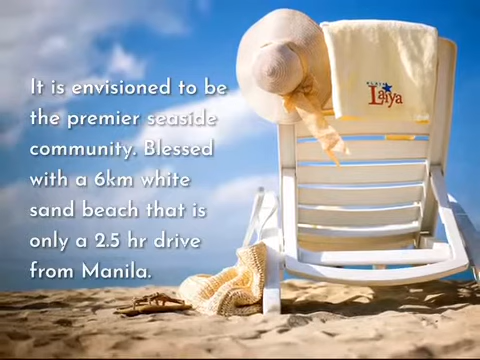 It is envisioned to be
the premier seaside
community. Blessed
with a 6km white
sand beach that is
only a 2.5 hr drive
from Manila.
Laiya